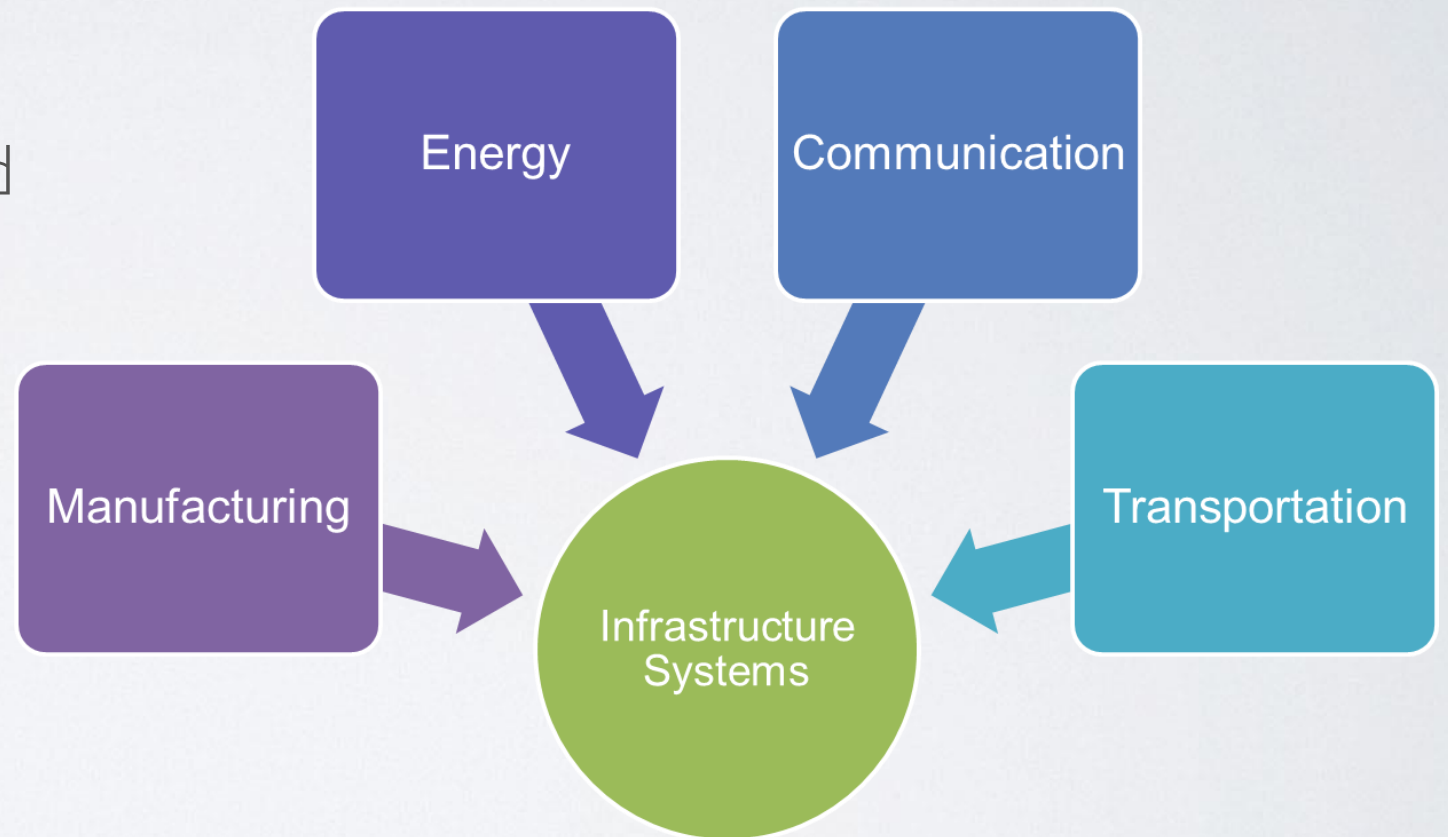 Energy
Communication
Manufacturing
Transportation
Infrastructure
Systems